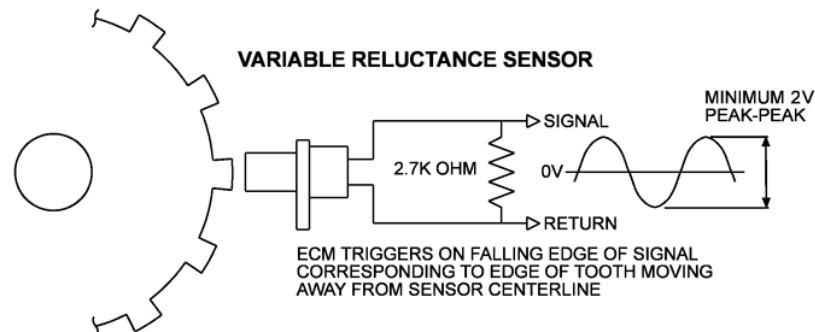 VARIABLE RELUCTANCE SENSOR
MINIMUM 2V
PEAK-PEAK
SIGNAL
2.7K OHM
0V
RETURN
ECM TRIGGERS ON FALLING EDGE OF SIGNAL
CORRESPONDING TO EDGE OF TOOTH MOVING
AWAY FROM SENSOR CENTERLINE